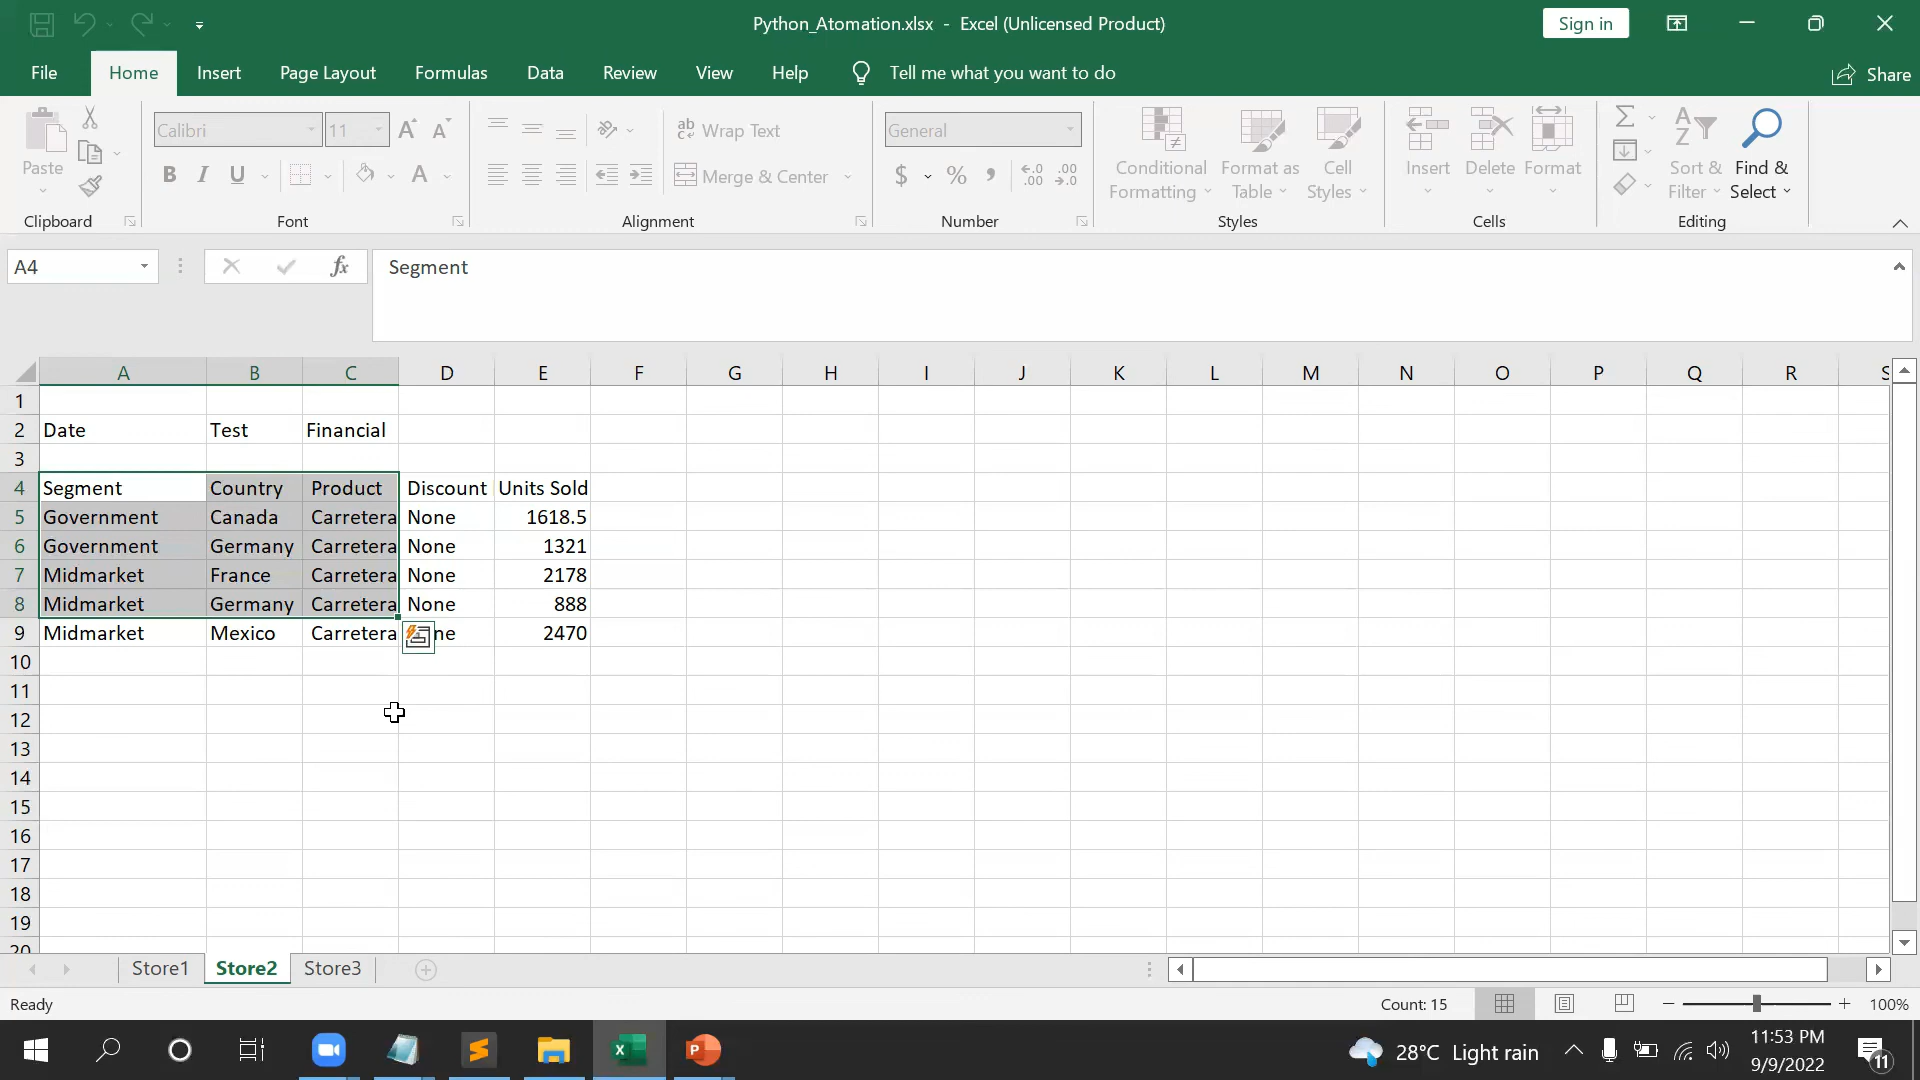 Python_Atomation.xlsx - Excel (Unlicensed Product)
Sign in
File Home Insert Page Layout Formulas Data Review View Help Tell me what you want to do
Share
Paste
Clipboard
Calibri 11
B I U A
Font
ab Wrap Text
Merge & Center
Alignment
General
$ % ,
Number
Conditional Formatting
Format as Table
Cell Styles
Styles
Insert Delete Format
Cells
Sort & Filter
Find & Select
Editing
A4 fx Segment
A B C D E F G H I J K L M N O P Q R S
1
2 Date Test Financial
3
4 Segment Country Product Discount Units Sold
5 Government Canada Carretera None 1618.5
6 Government Germany Carretera None 1321
7 Midmarket France Carretera None 2178
8 Midmarket Germany Carretera None 888
9 Midmarket Mexico Carretera ne 2470
10
11
12
13
14
15
16
17
18
19
20
Store1 Store2 Store3
Ready
Count: 15
100%
28°C Light rain
11:53 PM
9/9/2022
11